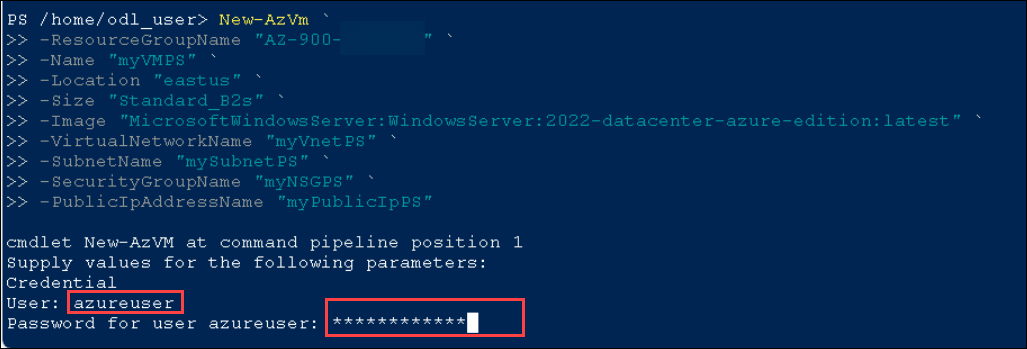 PS /home/odl_user> New-AzVm `
>> -ResourceGroupName "AZ-900-          " `
>> -Name "myVMPS" `
>> -Location "eastus" `
>> -Size "Standard_B2s" `
>> -Image "MicrosoftWindowsServer:WindowsServer:2022-datacenter-azure-edition:latest" `
>> -VirtualNetworkName "myVnetPS" `
>> -SubnetName "mySubnetPS" `
>> -SecurityGroupName "myNSGPS" `
>> -PublicIpAddressName "myPublicIpPS"
cmdlet New-AzVM at command pipeline position 1
Supply values for the following parameters:
Credential
User: azureuser
Password for user azureuser: ************